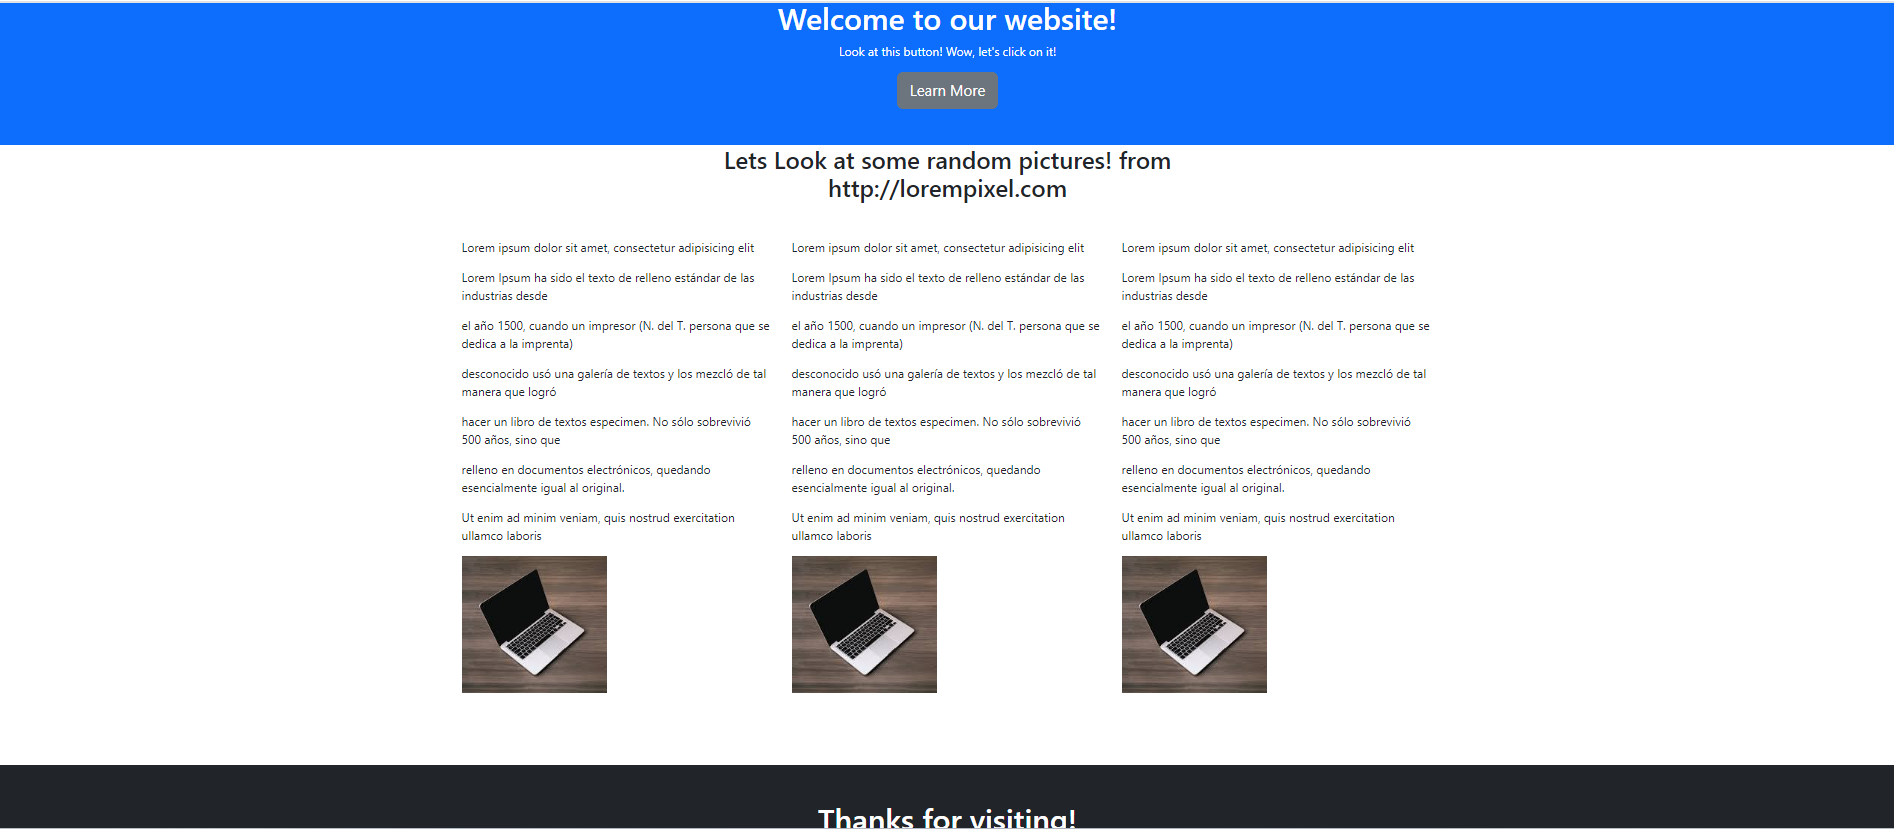 Welcome to our website!
Look at this button! Wow, let's click on it!
Learn More
Lets Look at some random pictures! from
http://lorempixel.com
Lorem ipsum dolor sit amet, consectetur adipisicing elit
Lorem Ipsum ha sido el texto de relleno estándar de las
industrias desde
el año 1500, cuando un impresor (N. del T. persona que se
dedica a la imprenta)
desconocido usó una galería de textos y los mezcló de tal
manera que logró
hacer un libro de textos especimen. No sólo sobrevivió
500 años, sino que
relleno en documentos electrónicos, quedando
esencialmente igual al original.
Ut enim ad minim veniam, quis nostrud exercitation
ullamco laboris
Lorem ipsum dolor sit amet, consectetur adipisicing elit
Lorem Ipsum ha sido el texto de relleno estándar de las
industrias desde
el año 1500, cuando un impresor (N. del T. persona que se
dedica a la imprenta)
desconocido usó una galería de textos y los mezcló de tal
manera que logró
hacer un libro de textos especimen. No sólo sobrevivió
500 años, sino que
relleno en documentos electrónicos, quedando
esencialmente igual al original.
Ut enim ad minim veniam, quis nostrud exercitation
ullamco laboris
Lorem ipsum dolor sit amet, consectetur adipisicing elit
Lorem Ipsum ha sido el texto de relleno estándar de las
industrias desde
el año 1500, cuando un impresor (N. del T. persona que se
dedica a la imprenta)
desconocido usó una galería de textos y los mezcló de tal
manera que logró
hacer un libro de textos especimen. No sólo sobrevivió
500 años, sino que
relleno en documentos electrónicos, quedando
esencialmente igual al original.
Ut enim ad minim veniam, quis nostrud exercitation
ullamco laboris
Thanks for visiting!